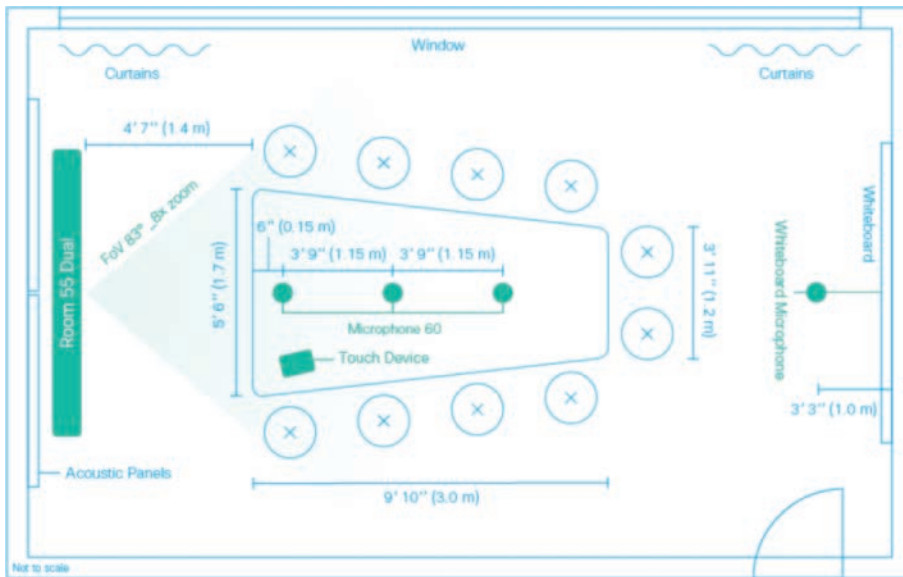 Window
Curtains
Curtains
4' 7" (1.4 m)
FoV 83° _8x zoom
Room 55 Dual
6" (0.15 m)
3' 9" (1.15 m)
3' 9" (1.15 m)
5' 6" (1.7 m)
Microphone 60
Touch Device
3' 11" (1.2 m)
Whiteboard Microphone
Whiteboard
3' 3" (1.0 m)
Acoustic Panels
9' 10" (3.0 m)
Not to scale